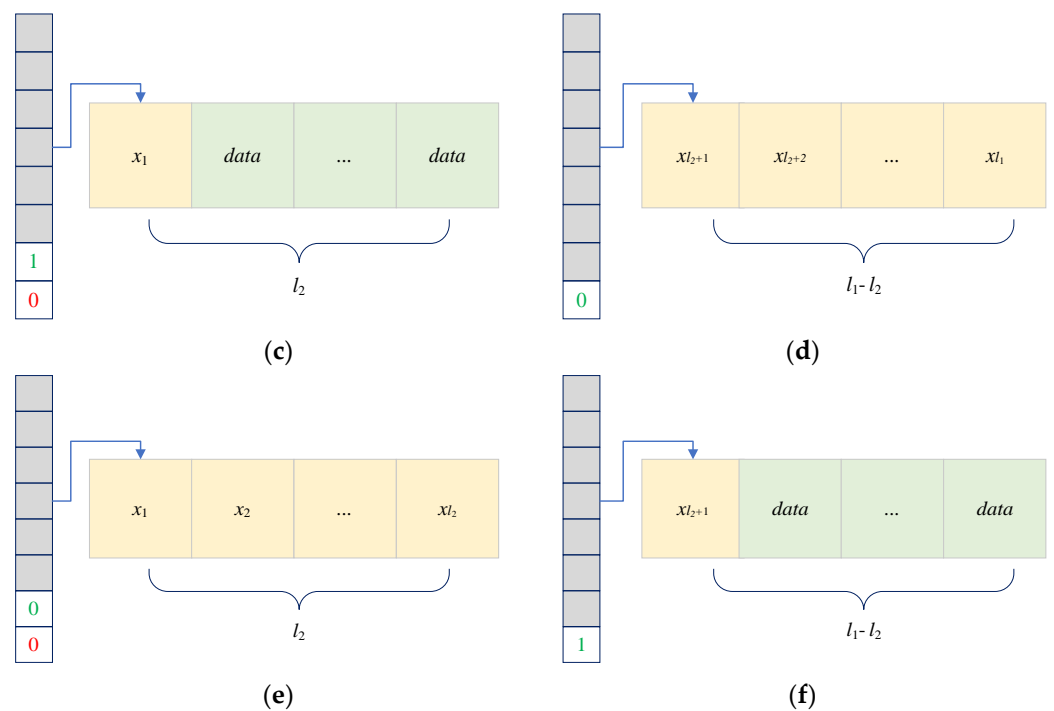 x₁ data ... data
l₂
1
0
(c)
xl₂₊₁ xl₂₊₂ ... xl₁
l₁- l₂
0
(d)
x₁ x₂ ... xl₂
l₂
0
0
(e)
xl₂₊₁ data ... data
l₁- l₂
1
(f)